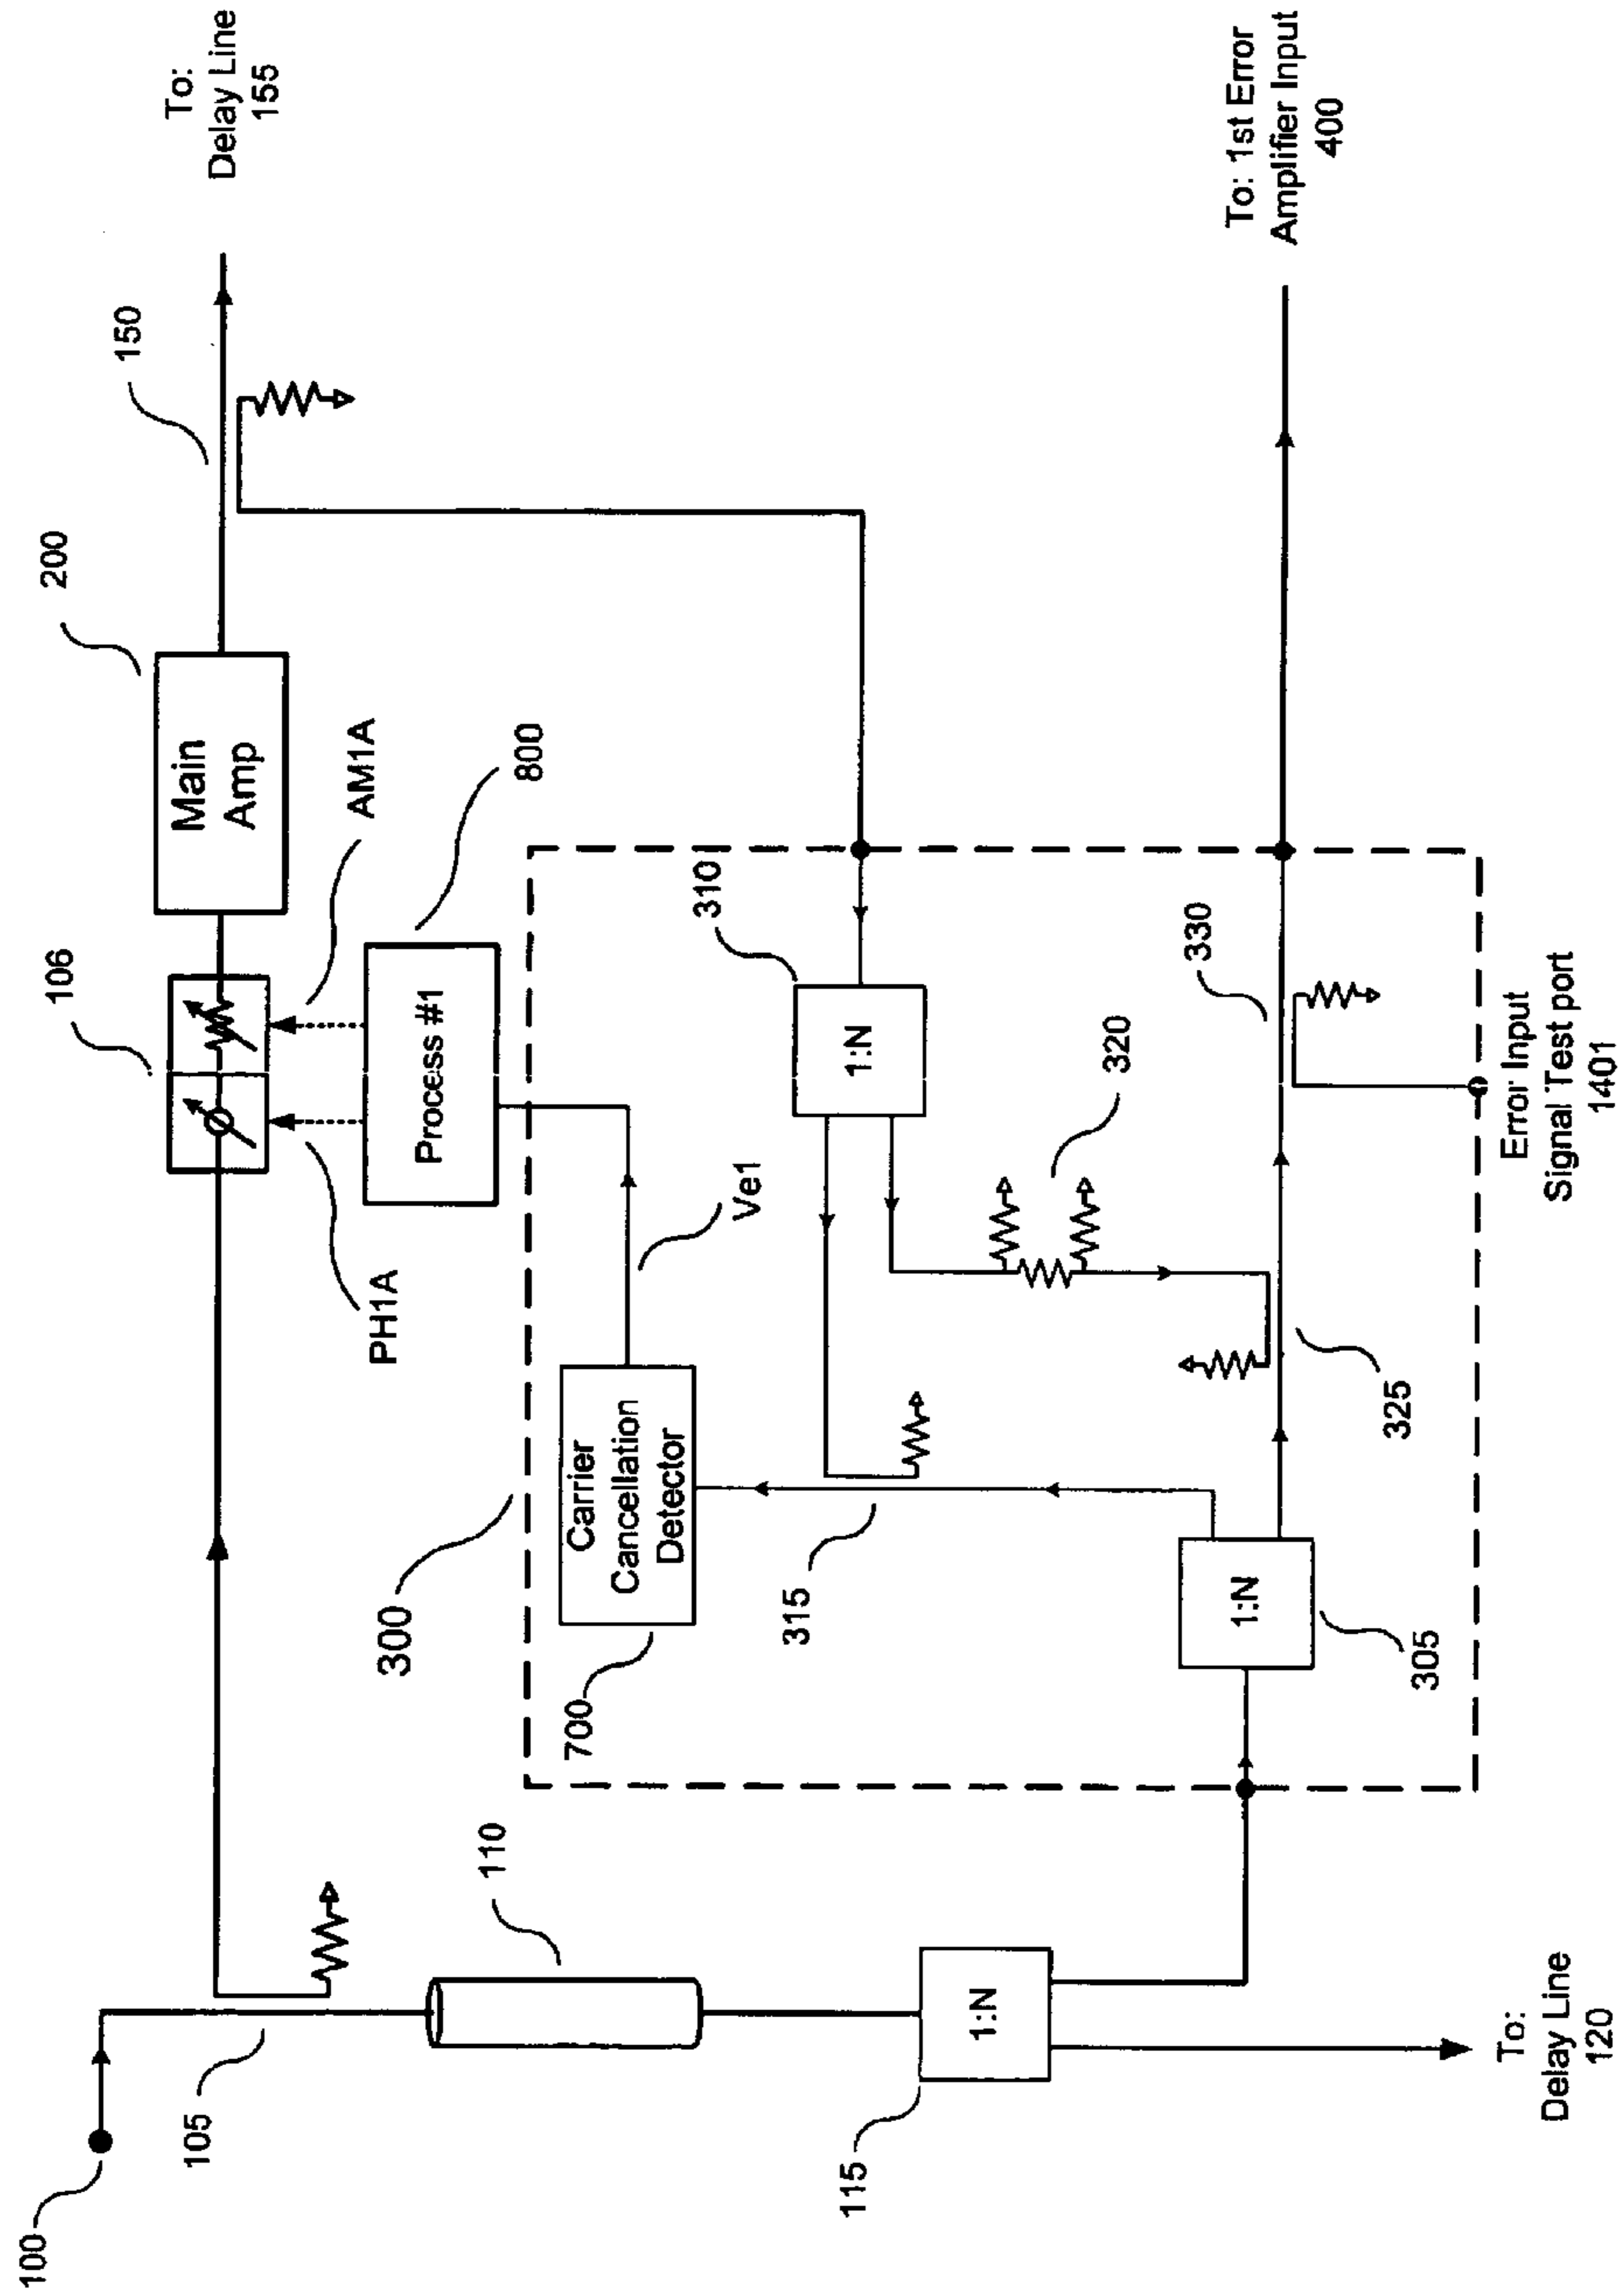 To:
Delay Line
155
150
200
Main
Amp
106
AM1A
PH1A
800
Process #1
To: 1st Error
Amplifier Input
400
300
310
1:N
320
Ve1
Carrier
Cancellation
Detector
700
315
330
325
1:N
305
Error Input
Signal Test port
1401
100
105
110
115
1:N
To:
Delay Line
120